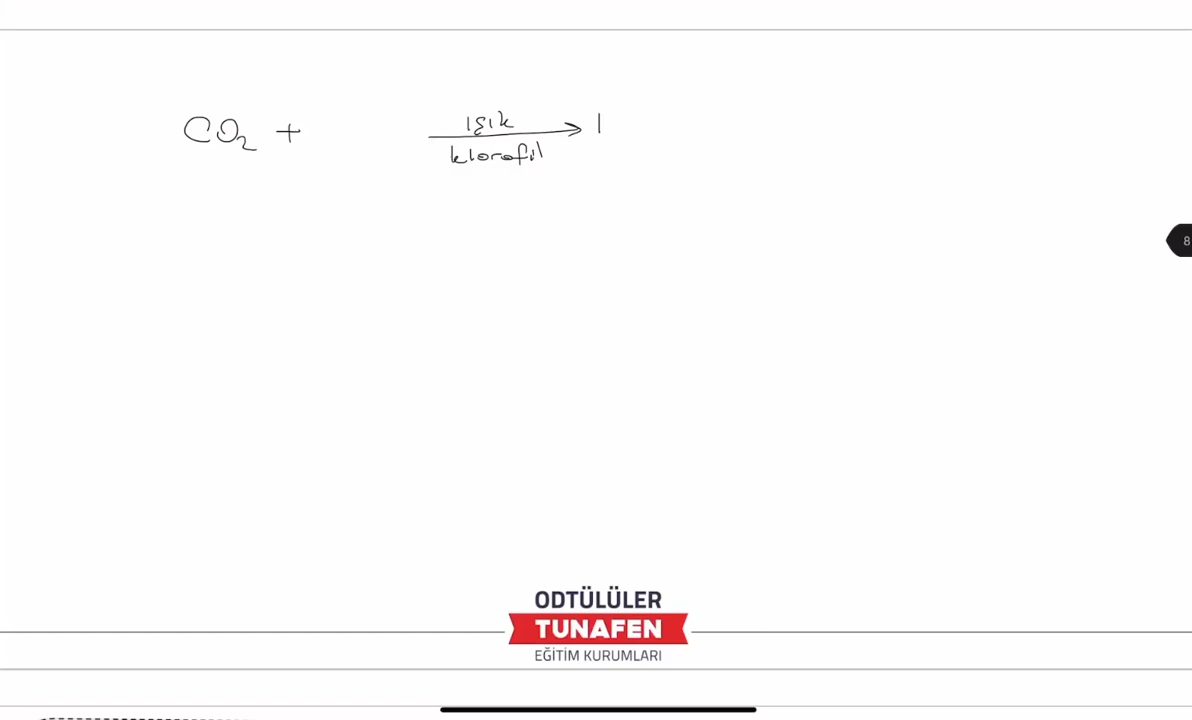 CO₂ + ışık → |
klorofil
8
ODTÜLÜLER
TUNAFEN
EĞİTİM KURUMLARI